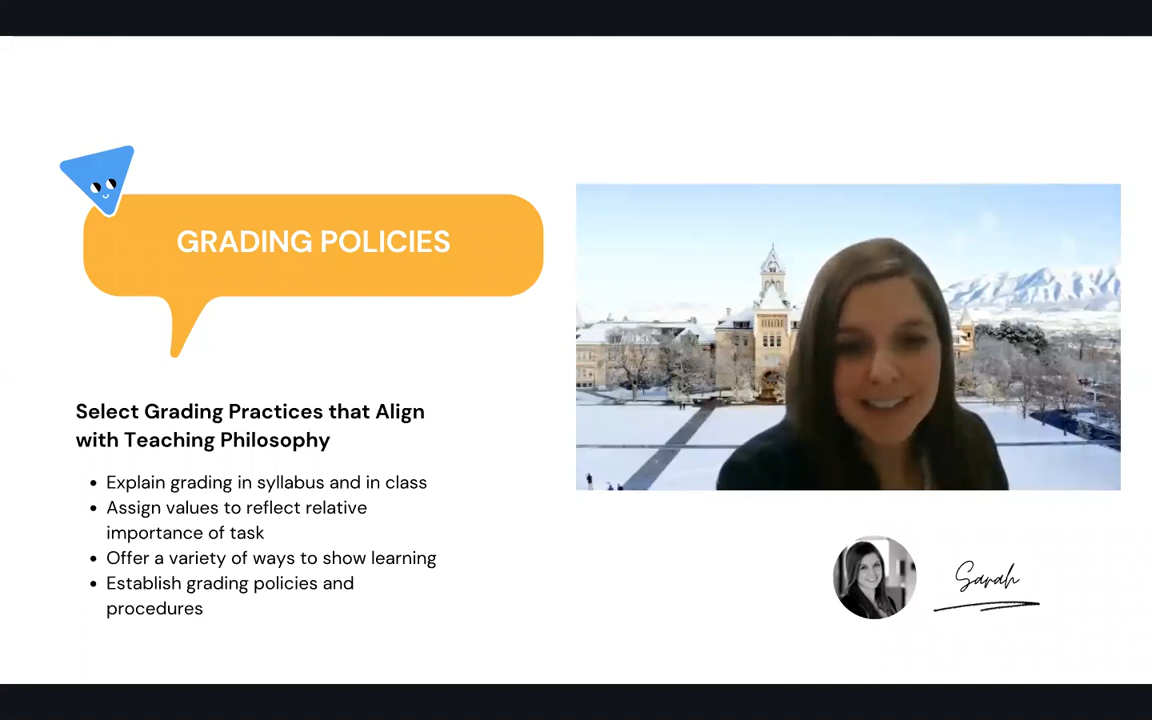 GRADING POLICIES
Select Grading Practices that Align
with Teaching Philosophy
• Explain grading in syllabus and in class
• Assign values to reflect relative
importance of task
• Offer a variety of ways to show learning
• Establish grading policies and
procedures
Sarah